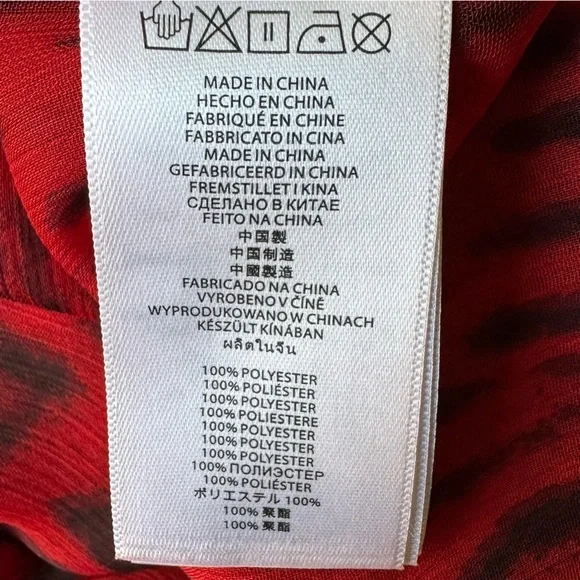 MADE IN CHINA
HECHO EN CHINA
FABRIQUÉ EN CHINE
FABBRICATO IN CINA
MADE IN CHINA
GEFABRICEERD IN CHINA
FREMSTILLET I KINA
СДЕЛАНО В КИТАЕ
FEITO NA CHINA
中国製
中国制造
中國製造
FABRICADO NA CHINA
VYROBENO V ČÍNĚ
WYPRODUKOWANO W CHINACH
KÉSZÜLT KÍNÁBAN
ผลิตในจีน
100% POLYESTER
100% POLIÉSTER
100% POLYESTER
100% POLIESTERE
100% POLYESTER
100% POLYESTER
100% POLYESTER
100% ПОЛИЭСТЕР
100% POLIÉSTER
ポリエステル 100%
100% 聚酯
100% 聚酯